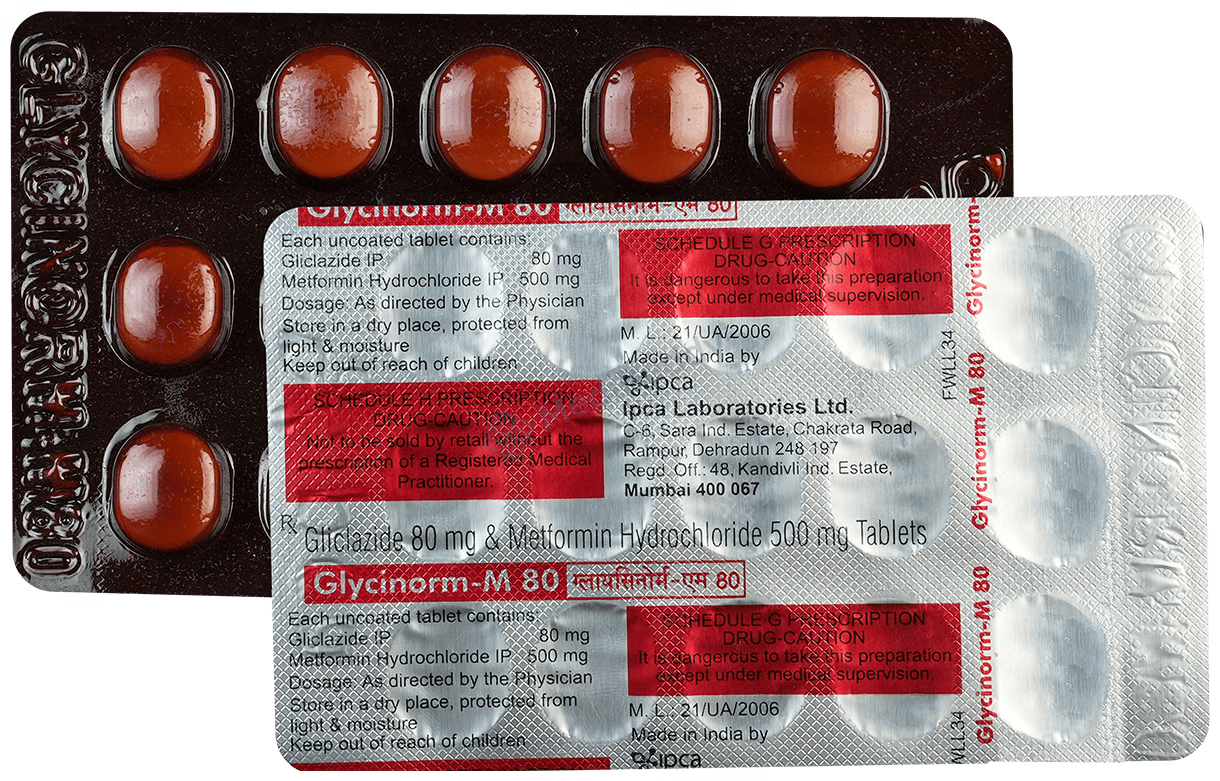 GLYCINORM-M80
Glycinorm-M 80 ग्लायसिनोर्म-एम 80
Each uncoated tablet contains:
Gliclazide IP 80 mg
Metformin Hydrochloride IP 500 mg
Dosage: As directed by the Physician
Store in a dry place, protected from
light & moisture
Keep out of reach of children
SCHEDULE H PRESCRIPTION
DRUG-CAUTION
Not to be sold by retail without the
prescription of a Registered Medical
Practitioner.
SCHEDULE G PRESCRIPTION
DRUG-CAUTION
It is dangerous to take this preparation
except under medical supervision.
M. L.: 21/UA/2006
Made in India by
ipca
Ipca Laboratories Ltd.
C-6, Sara Ind. Estate, Chakrata Road,
Rampur, Dehradun 248 197
Regd. Off.: 48, Kandivli Ind. Estate,
Mumbai 400 067
FWLL34
Glycinorm-
Glycinorm-M 80
Glycinorm-M 80
Rx
Gliclazide 80 mg & Metformin Hydrochloride 500 mg Tablets
Glycinorm-M 80 ग्लायसिनोर्म-एम 80
Each uncoated tablet contains:
Gliclazide IP 80 mg
Metformin Hydrochloride IP 500 mg
Dosage: As directed by the Physician
Store in a dry place, protected from
light & moisture
Keep out of reach of children
SCHEDULE G PRESCRIPTION
DRUG-CAUTION
It is dangerous to take this preparation
except under medical supervision.
M. L.: 21/UA/2006
Made in India by
ipca
WLL34